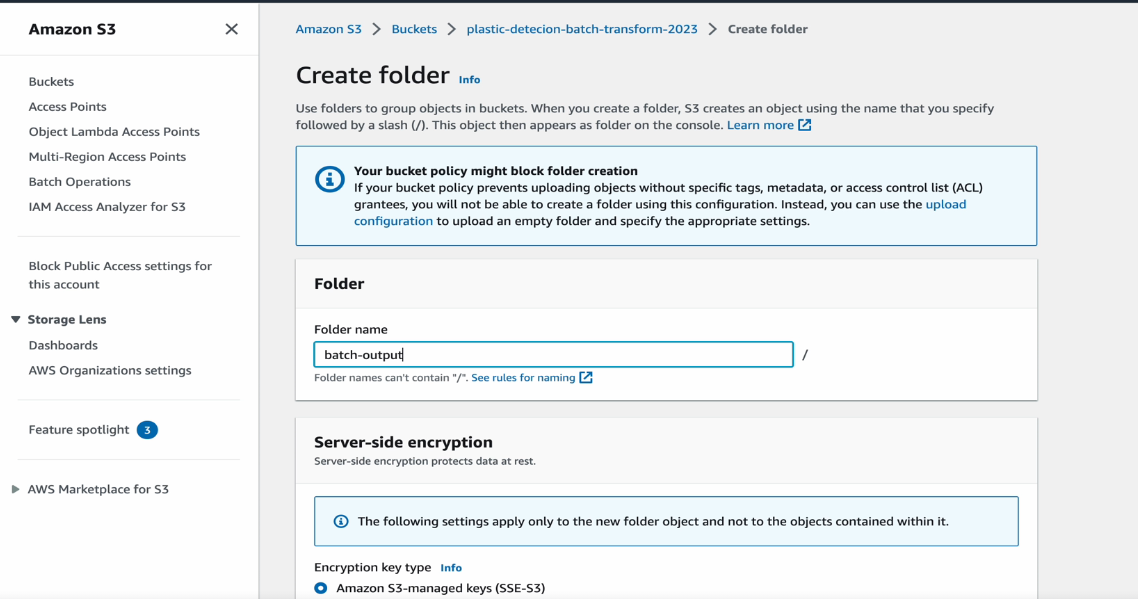 Amazon S3
Buckets
Access Points
Object Lambda Access Points
Multi-Region Access Points
Batch Operations
IAM Access Analyzer for S3
Block Public Access settings for
this account
Storage Lens
Dashboards
AWS Organizations settings
Feature spotlight 3
AWS Marketplace for S3
Amazon S3 > Buckets > plastic-detecion-batch-transform-2023 > Create folder
Create folder Info
Use folders to group objects in buckets. When you create a folder, S3 creates an object using the name that you specify
followed by a slash (/). This object then appears as folder on the console. Learn more
Your bucket policy might block folder creation
If your bucket policy prevents uploading objects without specific tags, metadata, or access control list (ACL)
grantees, you will not be able to create a folder using this configuration. Instead, you can use the upload
configuration to upload an empty folder and specify the appropriate settings.
Folder
Folder name
batch-output /
Folder names can't contain "/". See rules for naming
Server-side encryption
Server-side encryption protects data at rest.
The following settings apply only to the new folder object and not to the objects contained within it.
Encryption key type Info
Amazon S3-managed keys (SSE-S3)